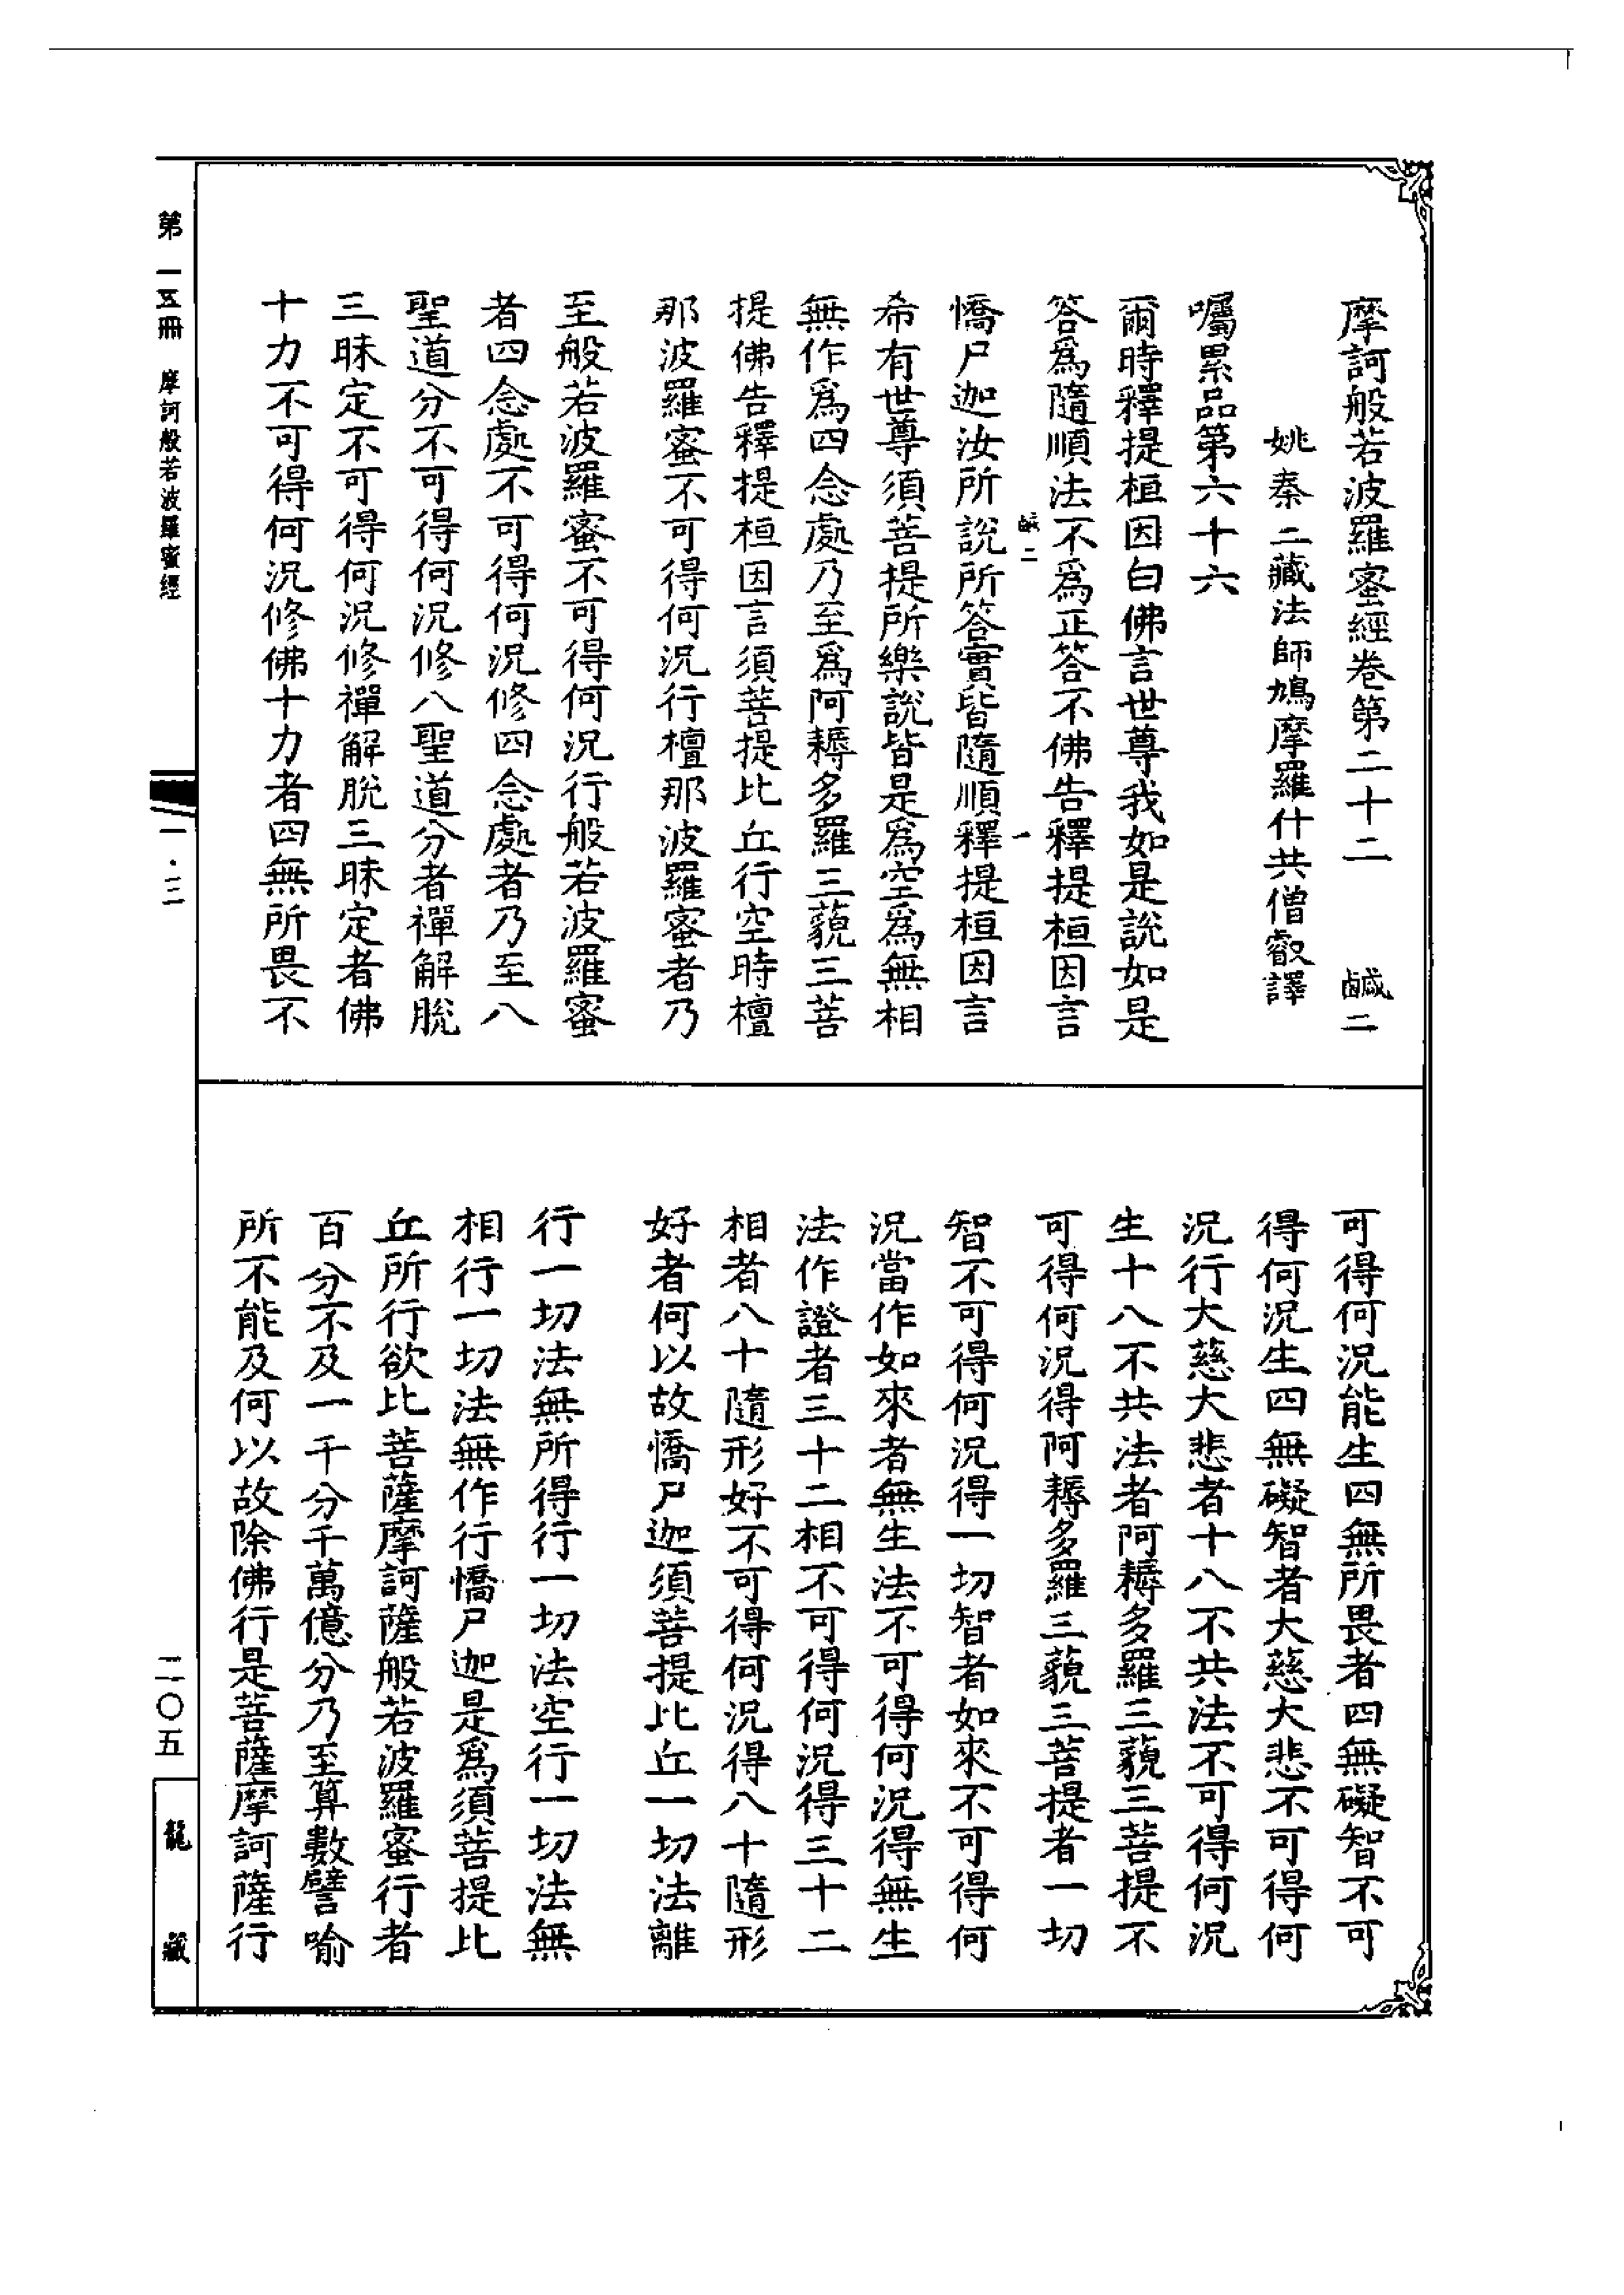 摩訶般若波羅蜜經卷第二十二　鹹二
姚秦三藏法師鳩摩羅什共僧叡譯
囑累品第六十六
爾時釋提桓因白佛言世尊我如是說如是
答爲隨順法不爲正答不佛告釋提桓因言
鹹二　一
憍尸迦汝所說所答實皆隨順釋提桓因言
希有世尊須菩提所樂說皆是爲空爲無相
無作爲四念處乃至爲阿耨多羅三藐三菩
提佛告釋提桓因言須菩提比丘行空時檀
那波羅蜜不可得何況行檀那波羅蜜者乃
至般若波羅蜜不可得何況行般若波羅蜜
者四念處不可得何況修四念處者乃至八
聖道分不可得何況修八聖道分者禪解脫
三昧定不可得何況修禪解脫三昧定者佛
十力不可得何況修佛十力者四無所畏不
可得何況能生四無所畏者四無礙智不可
得何況生四無礙智者大慈大悲不可得何
況行大慈大悲者十八不共法不可得何況
生十八不共法者阿耨多羅三藐三菩提不
可得何況得阿耨多羅三藐三菩提者一切
智不可得何況得一切智者如來不可得何
況當作如來者無生法不可得何況得無生
法作證者三十二相不可得何況得三十二
相者八十隨形好不可得何況得八十隨形
好者何以故憍尸迦須菩提比丘一切法離
行一切法無所得行一切法空行一切法無
相行一切法無作行憍尸迦是爲須菩提比
丘所行欲比菩薩摩訶薩般若波羅蜜行者
百分不及一千分千萬億分乃至算數譬喻
所不能及何以故除佛行是菩薩摩訶薩行
第一五冊　摩訶般若波羅蜜經
一·二二
二〇五
龍藏